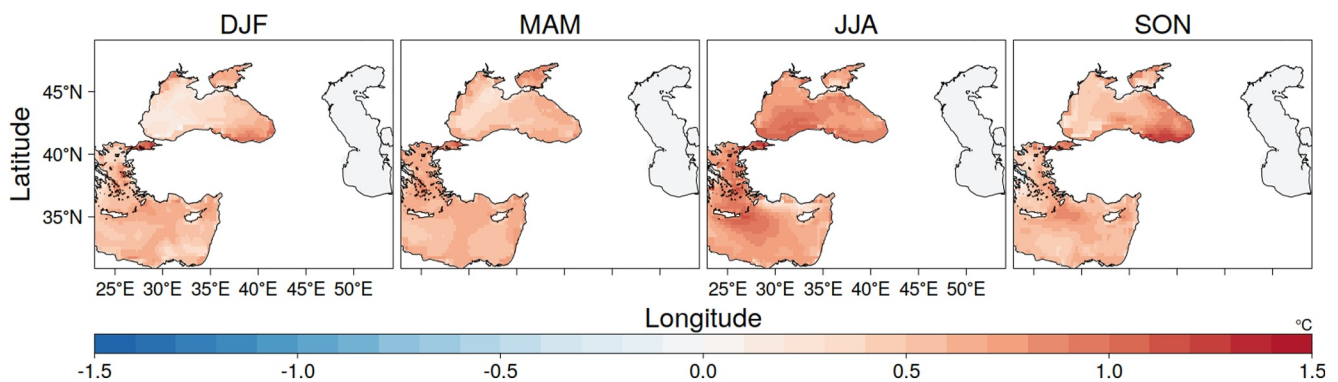 DJF MAM JJA SON
Latitude
45°N
40°N
35°N
25°E 30°E 35°E 40°E 45°E 50°E 25°E 30°E 35°E 40°E 45°E 50°E
Longitude
°C
-1.5 -1.0 -0.5 0.0 0.5 1.0 1.5